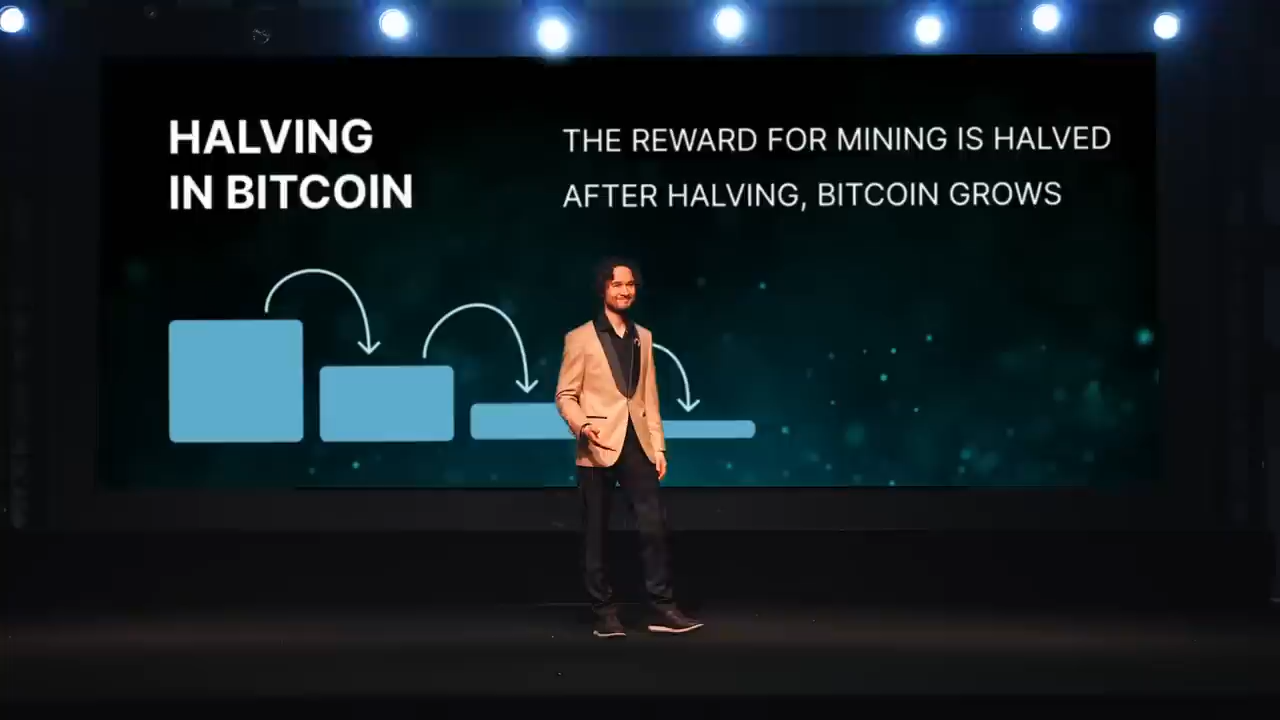 HALVING
IN BITCOIN
THE REWARD FOR MINING IS HALVED
AFTER HALVING, BITCOIN GROWS